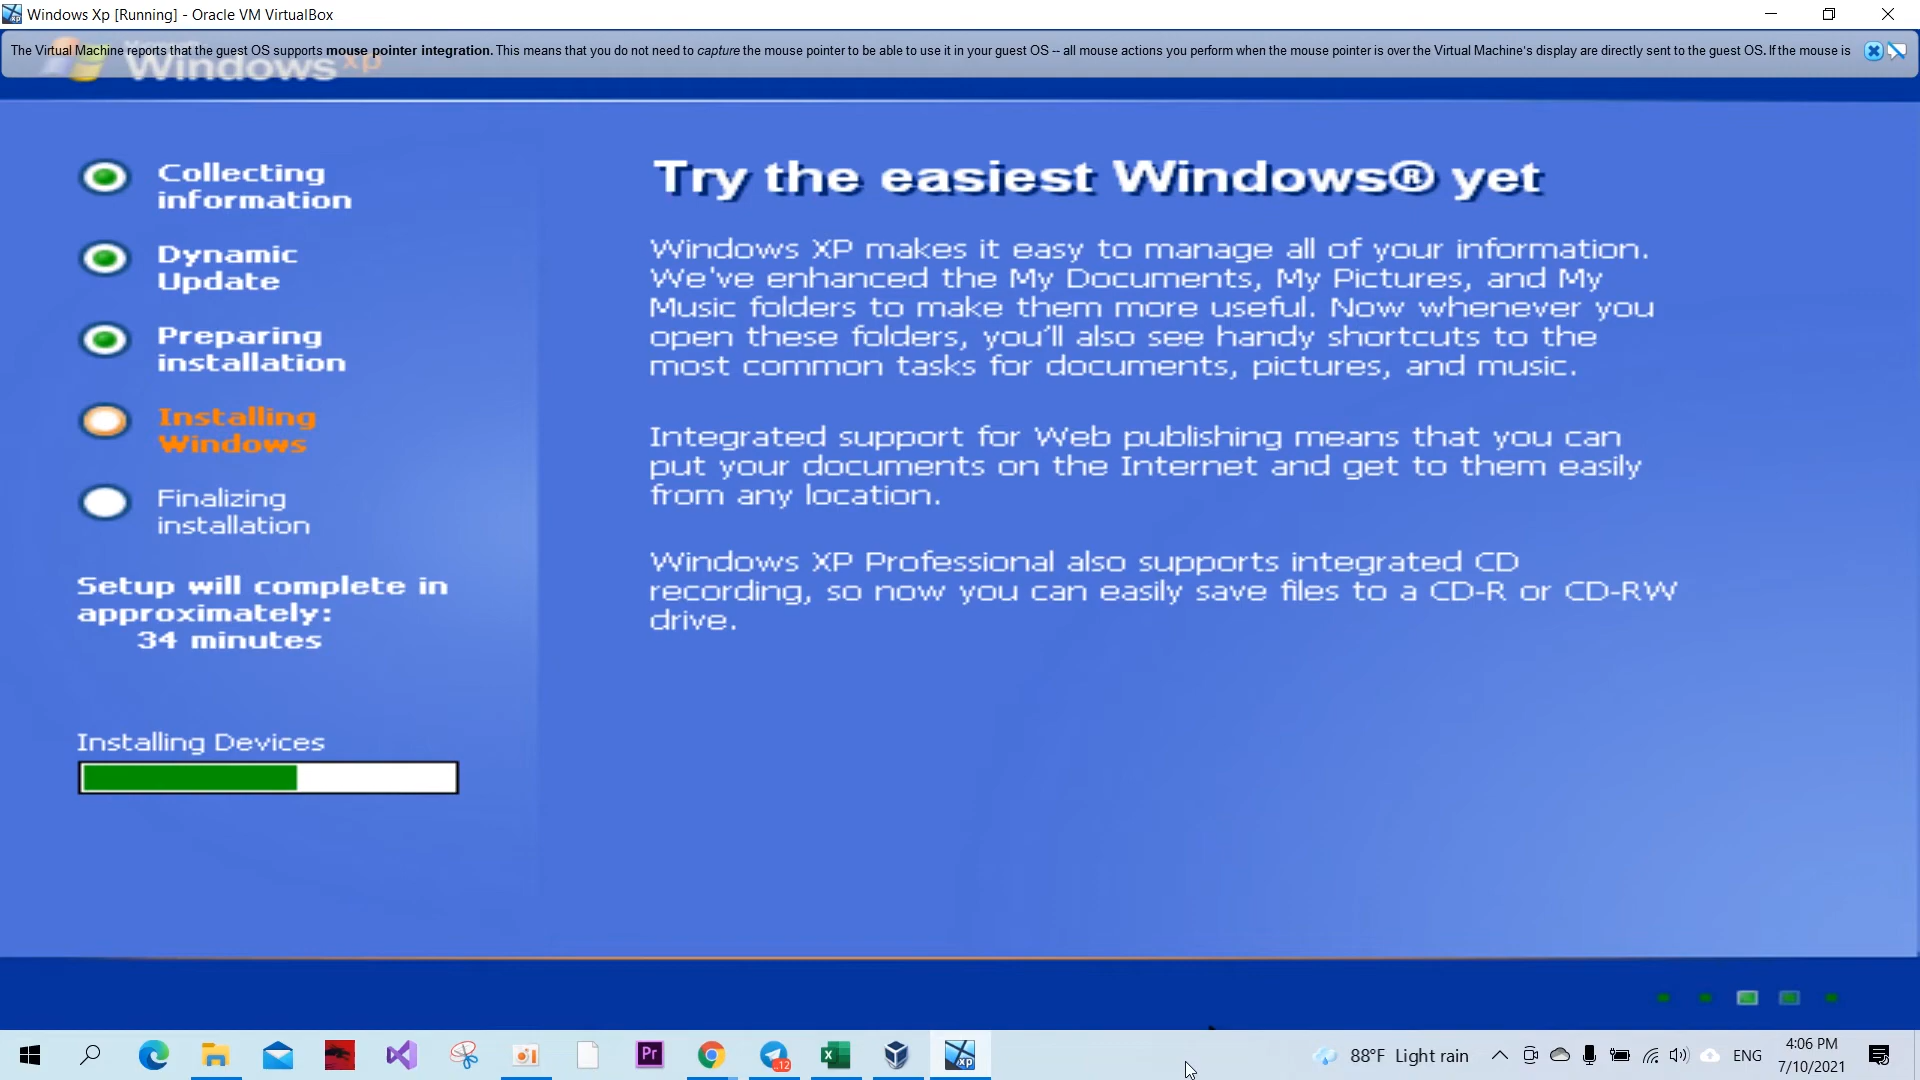 Windows Xp [Running] - Oracle VM VirtualBox
The Virtual Machine reports that the guest OS supports mouse pointer integration. This means that you do not need to capture the mouse pointer to be able to use it in your guest OS -- all mouse actions you perform when the mouse pointer is over the Virtual Machine's display are directly sent to the guest OS. If the mouse is
Windows xp
Collecting
information
Dynamic
Update
Preparing
installation
Installing
Windows
Finalizing
installation
Setup will complete in
approximately:
34 minutes
Installing Devices
Try the easiest Windows® yet
Windows XP makes it easy to manage all of your information.
We've enhanced the My Documents, My Pictures, and My
Music folders to make them more useful. Now whenever you
open these folders, you'll also see handy shortcuts to the
most common tasks for documents, pictures, and music.
Integrated support for Web publishing means that you can
put your documents on the Internet and get to them easily
from any location.
Windows XP Professional also supports integrated CD
recording, so now you can easily save files to a CD-R or CD-RW
drive.
Pr
..12
xp
88°F Light rain
ENG
4:06 PM
7/10/2021